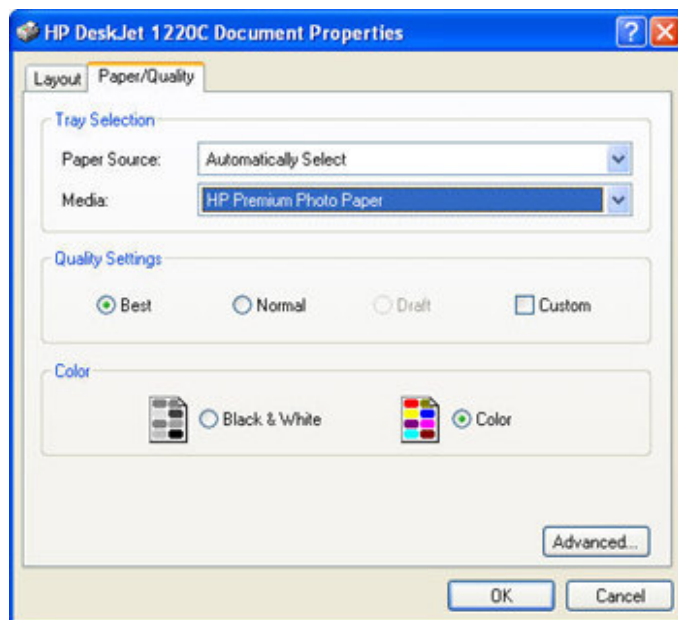 HP DeskJet 1220C Document Properties
Layout Paper/Quality
Tray Selection
Paper Source: Automatically Select
Media: HP Premium Photo Paper
Quality Settings
Best Normal Draft Custom
Color
Black & White Color
Advanced...
OK Cancel